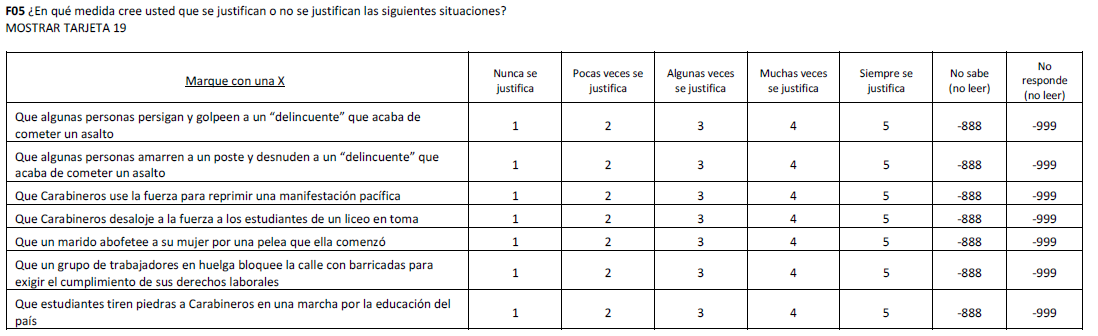 F05 ¿En qué medida cree usted que se justifican o no se justifican las siguientes situaciones?
MOSTRAR TARJETA 19
Marque con una X
Nunca se
justifica
Pocas veces se
justifica
Algunas veces
se justifica
Muchas veces
se justifica
Siempre se
justifica
No sabe
(no leer)
No
responde
(no leer)
Que algunas personas persigan y golpeen a un “delincuente” que acaba de
cometer un asalto
1 2 3 4 5 -888 -999
Que algunas personas amarren a un poste y desnuden a un “delincuente” que
acaba de cometer un asalto
1 2 3 4 5 -888 -999
Que Carabineros use la fuerza para reprimir una manifestación pacífica 1 2 3 4 5 -888 -999
Que Carabineros desaloje a la fuerza a los estudiantes de un liceo en toma 1 2 3 4 5 -888 -999
Que un marido abofetee a su mujer por una pelea que ella comenzó 1 2 3 4 5 -888 -999
Que un grupo de trabajadores en huelga bloquee la calle con barricadas para
exigir el cumplimiento de sus derechos laborales
1 2 3 4 5 -888 -999
Que estudiantes tiren piedras a Carabineros en una marcha por la educación del
país
1 2 3 4 5 -888 -999